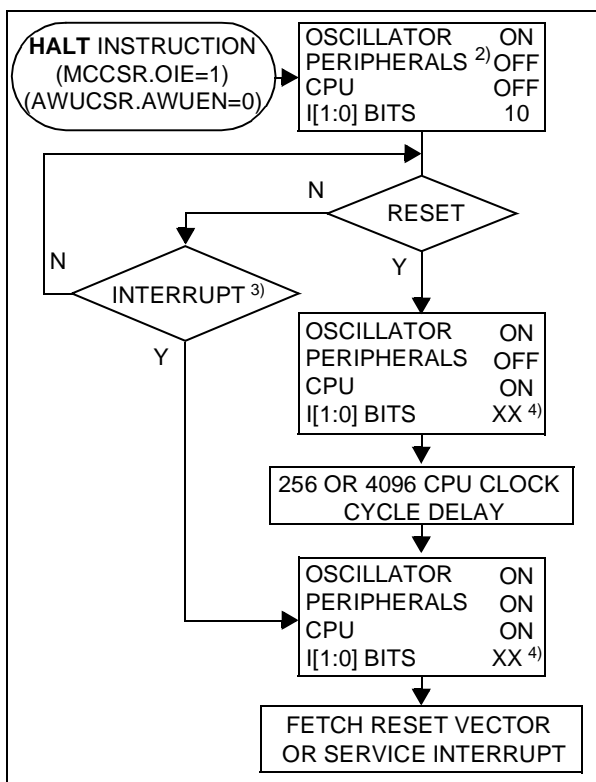 HALT INSTRUCTION
(MCCSR.OIE=1)
(AWUCSR.AWUEN=0)
OSCILLATOR ON
PERIPHERALS 2) OFF
CPU OFF
I[1:0] BITS 10
N
RESET
N
Y
INTERRUPT 3)
Y
OSCILLATOR ON
PERIPHERALS OFF
CPU ON
I[1:0] BITS XX 4)
256 OR 4096 CPU CLOCK
CYCLE DELAY
OSCILLATOR ON
PERIPHERALS ON
CPU ON
I[1:0] BITS XX 4)
FETCH RESET VECTOR
OR SERVICE INTERRUPT